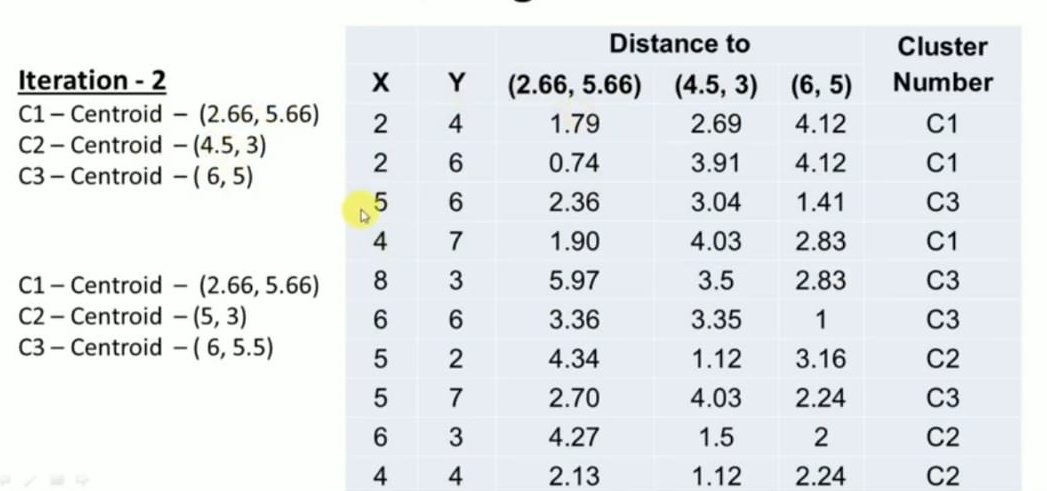 Iteration - 2
C1 – Centroid – (2.66, 5.66)
C2 – Centroid – (4.5, 3)
C3 – Centroid – ( 6, 5)
C1 – Centroid – (2.66, 5.66)
C2 – Centroid – (5, 3)
C3 – Centroid – ( 6, 5.5)
Distance to Cluster
X Y (2.66, 5.66) (4.5, 3) (6, 5) Number
2 4 1.79 2.69 4.12 C1
2 6 0.74 3.91 4.12 C1
5 6 2.36 3.04 1.41 C3
4 7 1.90 4.03 2.83 C1
8 3 5.97 3.5 2.83 C3
6 6 3.36 3.35 1 C3
5 2 4.34 1.12 3.16 C2
5 7 2.70 4.03 2.24 C3
6 3 4.27 1.5 2 C2
4 4 2.13 1.12 2.24 C2